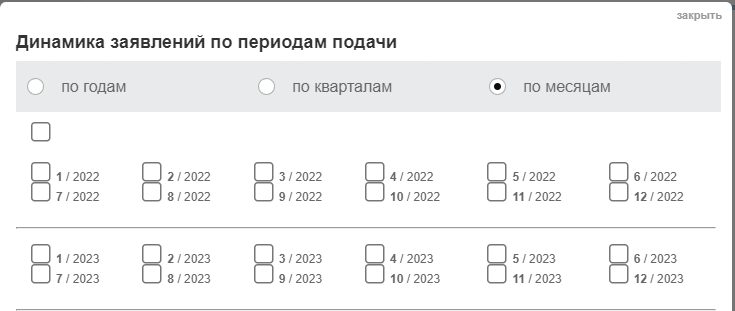 закрыть
Динамика заявлений по периодам подачи
по годам по кварталам по месяцам
1 / 2022 2 / 2022 3 / 2022 4 / 2022 5 / 2022 6 / 2022
7 / 2022 8 / 2022 9 / 2022 10 / 2022 11 / 2022 12 / 2022
1 / 2023 2 / 2023 3 / 2023 4 / 2023 5 / 2023 6 / 2023
7 / 2023 8 / 2023 9 / 2023 10 / 2023 11 / 2023 12 / 2023